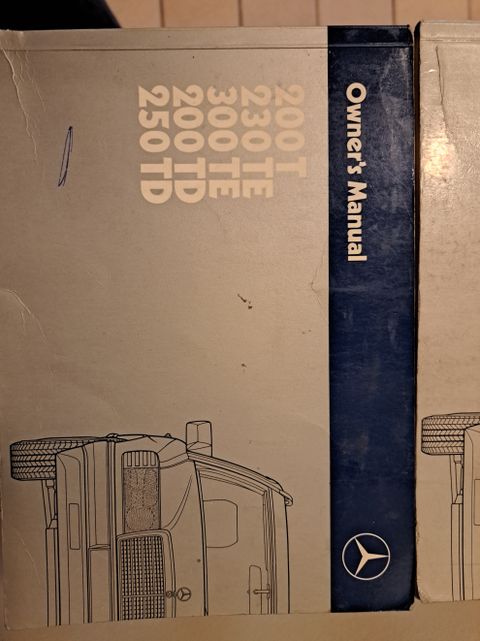 Owner's Manual
200 T
230 TE
300 TE
200 TD
250 TD